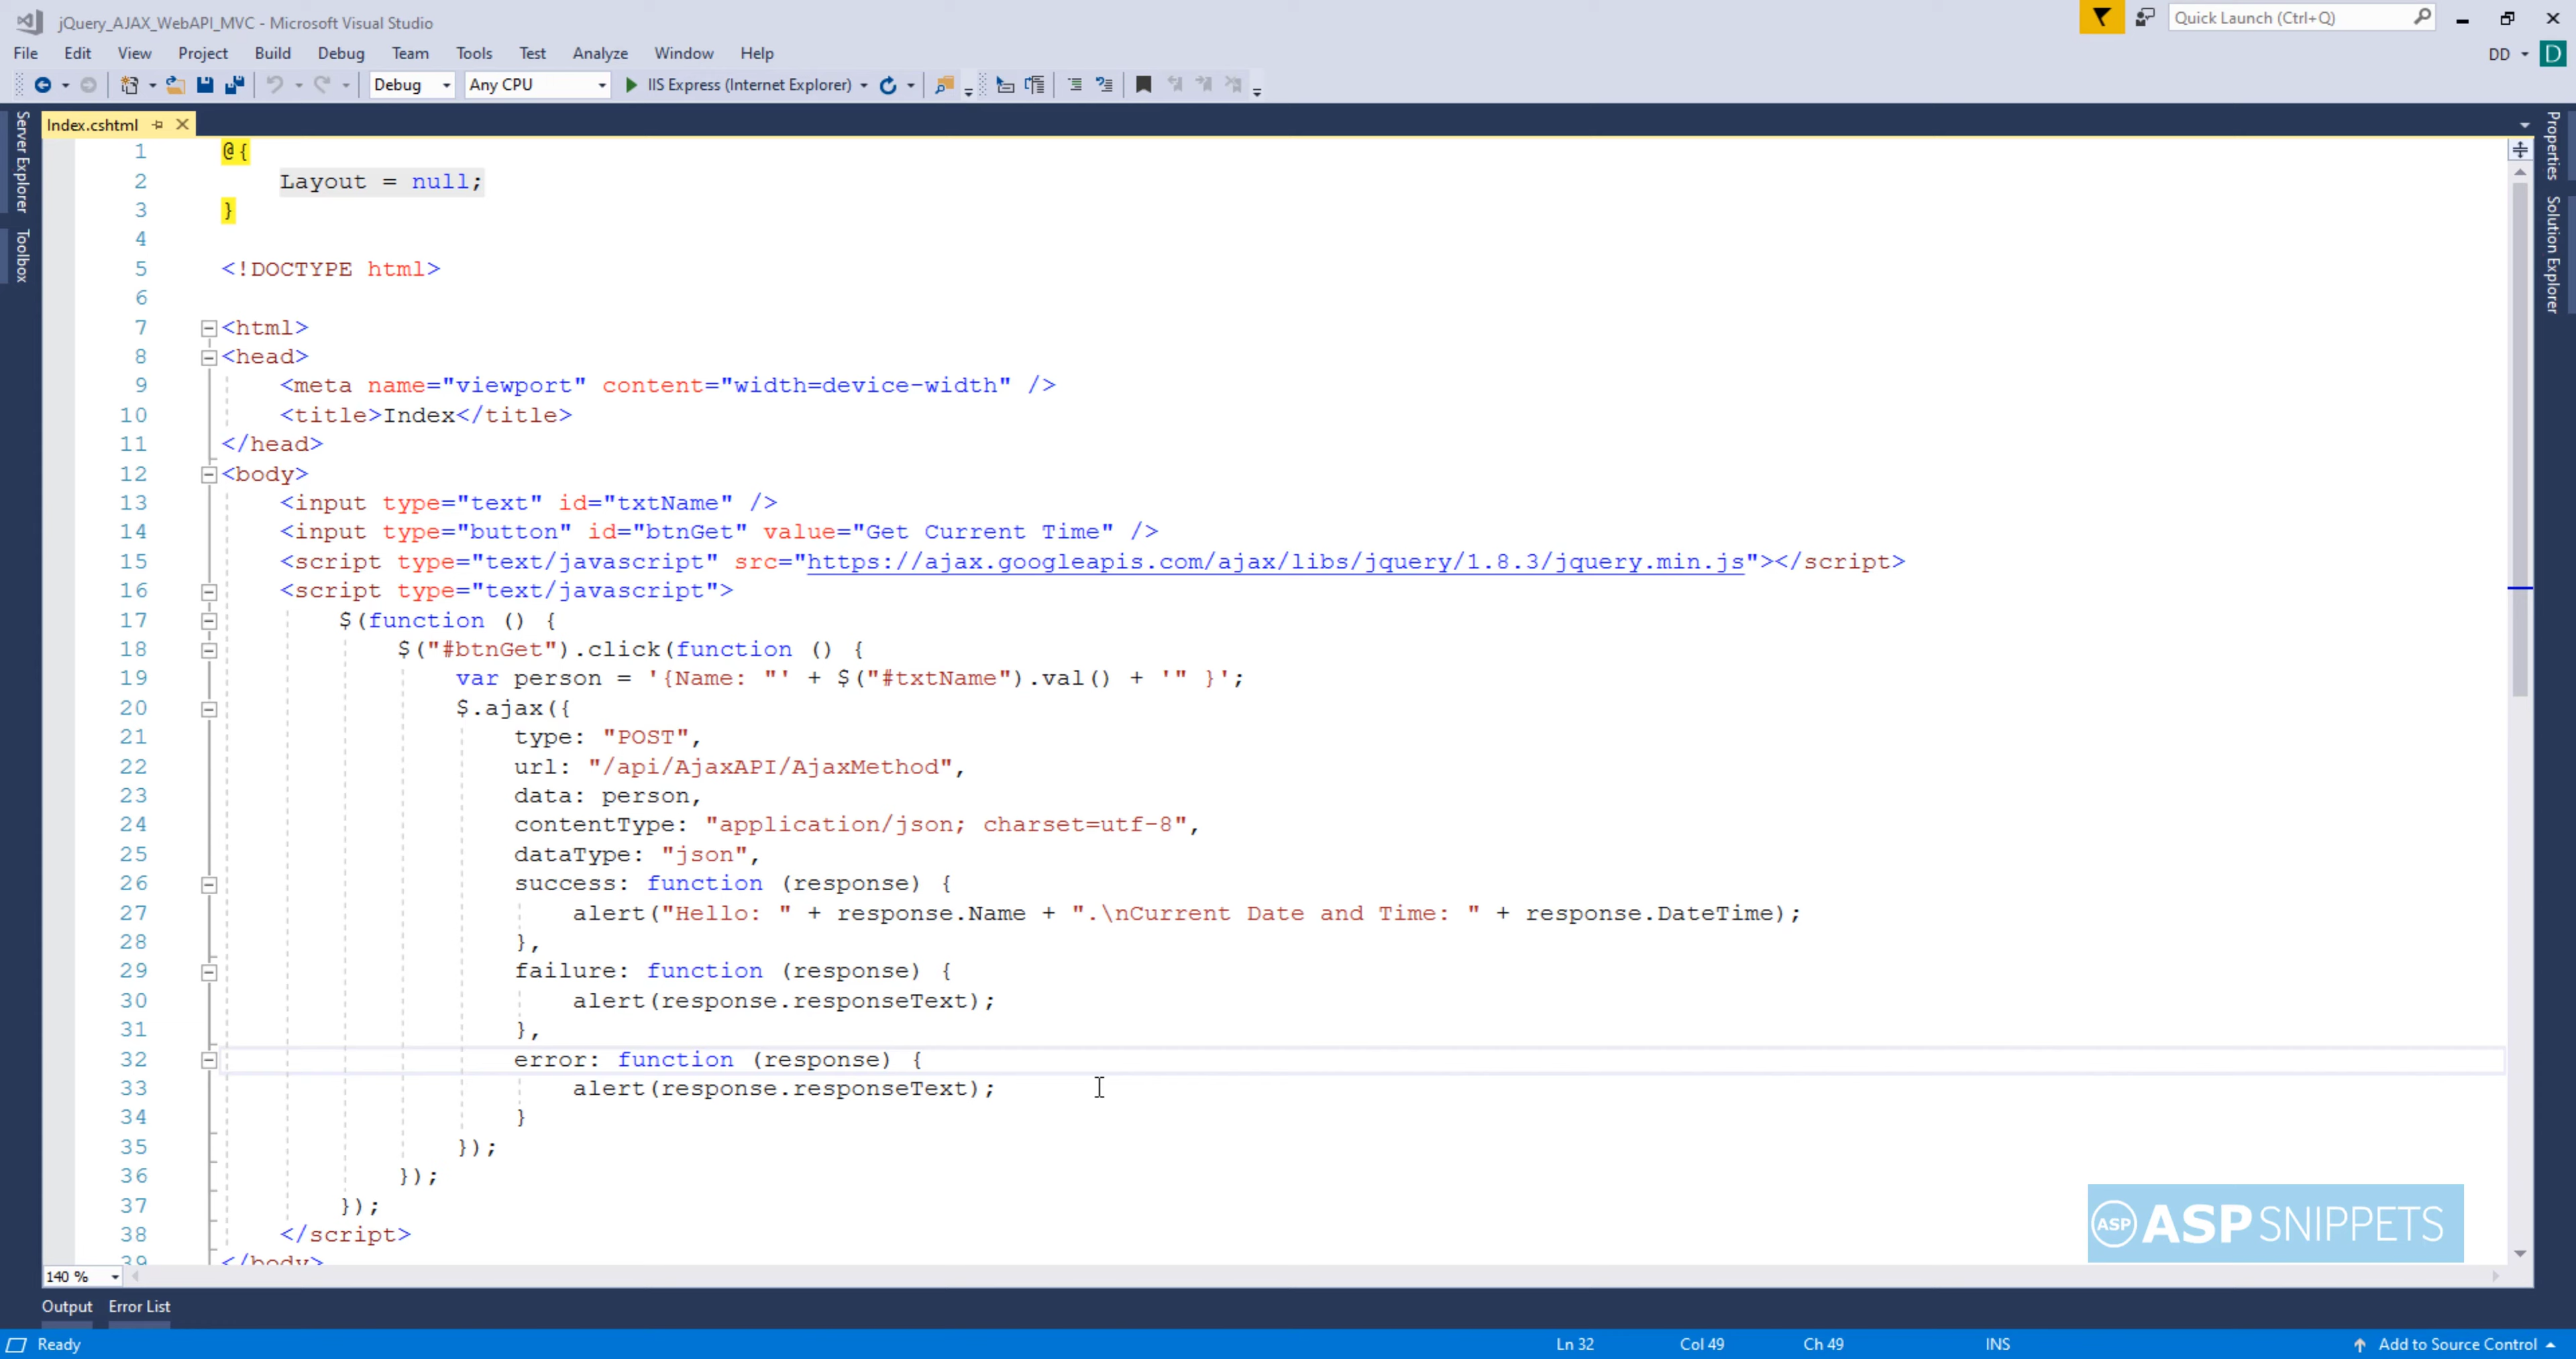 jQuery_AJAX_WebAPI_MVC - Microsoft Visual Studio
Quick Launch (Ctrl+Q)
File Edit View Project Build Debug Team Tools Test Analyze Window Help
DD D
Debug Any CPU IIS Express (Internet Explorer)
Server Explorer
Toolbox
Properties
Solution Explorer
Index.cshtml
1 @{
2     Layout = null;
3 }
4
5 <!DOCTYPE html>
6
7 <html>
8 <head>
9     <meta name="viewport" content="width=device-width" />
10     <title>Index</title>
11 </head>
12 <body>
13     <input type="text" id="txtName" />
14     <input type="button" id="btnGet" value="Get Current Time" />
15     <script type="text/javascript" src="https://ajax.googleapis.com/ajax/libs/jquery/1.8.3/jquery.min.js"></script>
16     <script type="text/javascript">
17         $(function () {
18             $("#btnGet").click(function () {
19                 var person = '{Name: "' + $("#txtName").val() + '" }';
20                 $.ajax({
21                     type: "POST",
22                     url: "/api/AjaxAPI/AjaxMethod",
23                     data: person,
24                     contentType: "application/json; charset=utf-8",
25                     dataType: "json",
26                     success: function (response) {
27                         alert("Hello: " + response.Name + ".\nCurrent Date and Time: " + response.DateTime);
28                     },
29                     failure: function (response) {
30                         alert(response.responseText);
31                     },
32                     error: function (response) {
33                         alert(response.responseText);
34                     }
35                 });
36             });
37         });
38     </script>
39 </body>
ASP ASPSNIPPETS
140 %
Output Error List
Ready Ln 32 Col 49 Ch 49 INS Add to Source Control